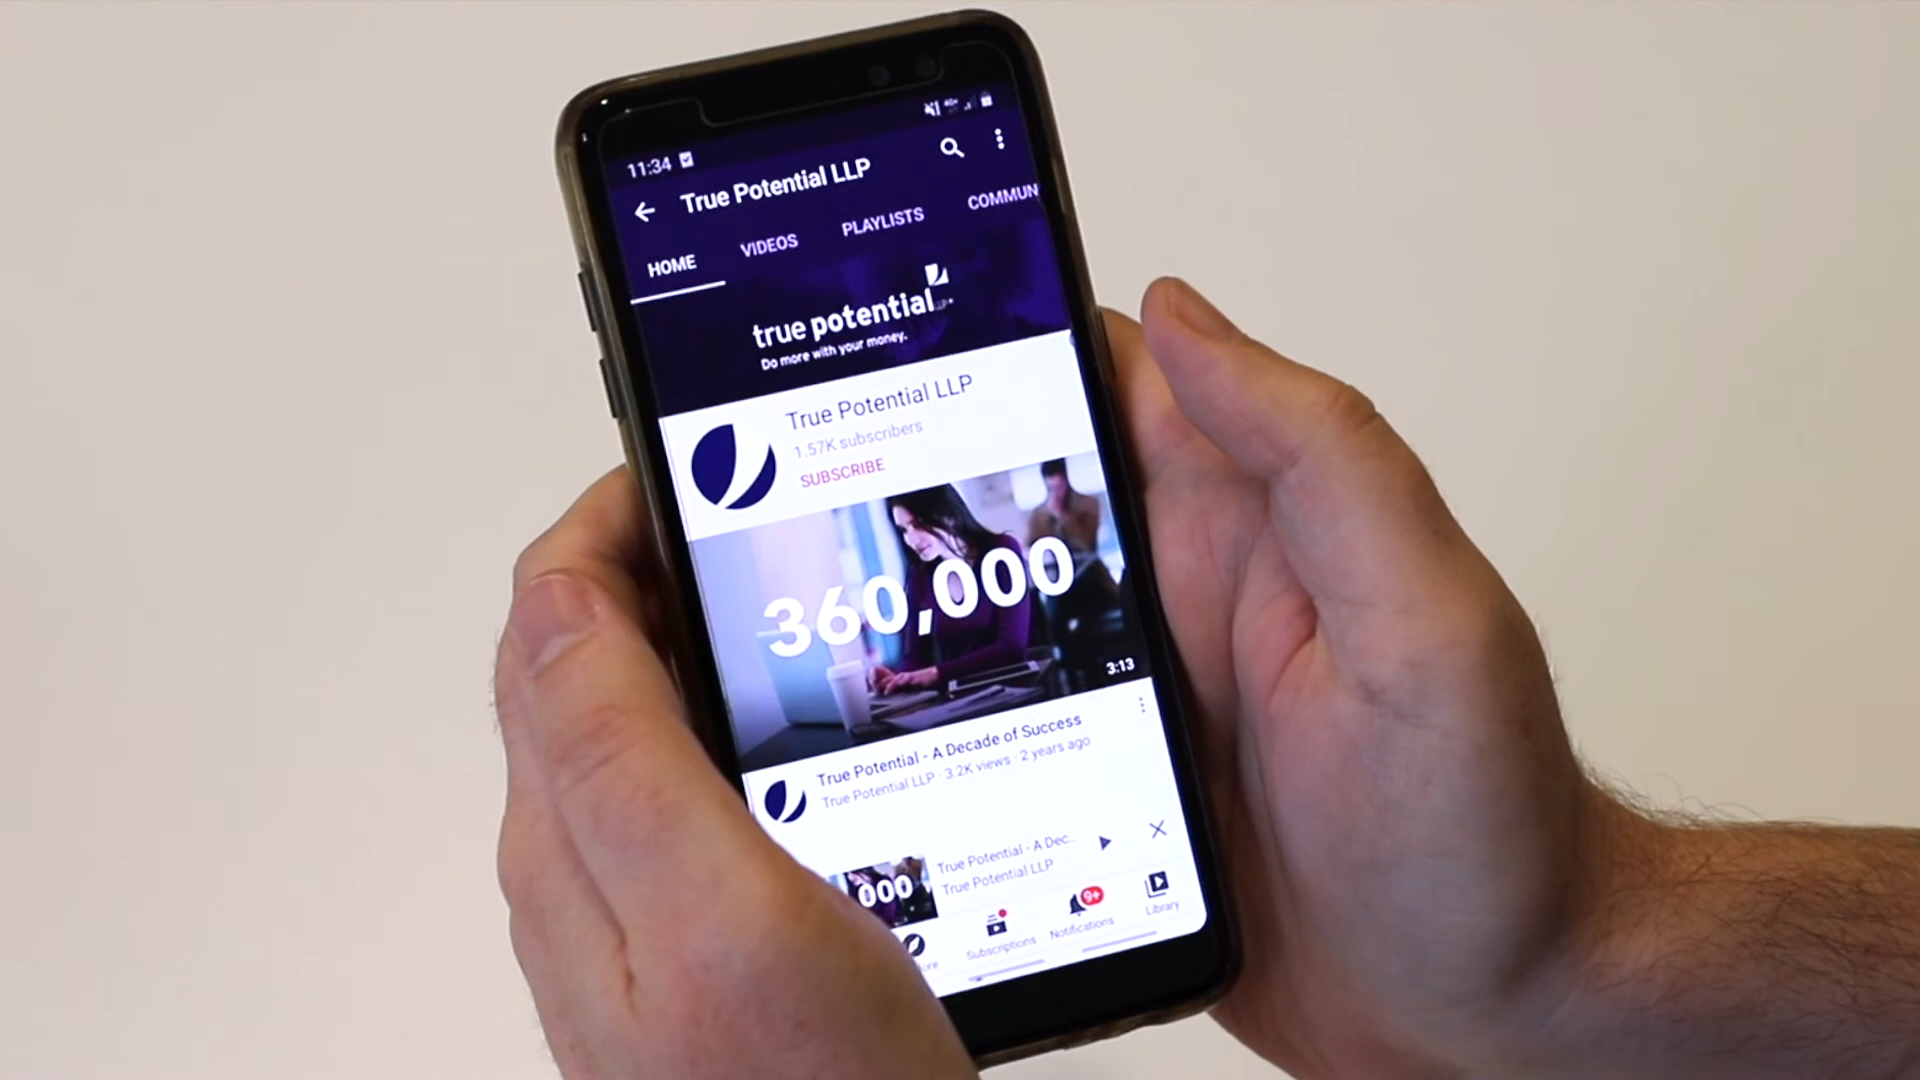 11:34
True Potential LLP
HOME VIDEOS PLAYLISTS COMMUN
true potential
Do more with your money.
True Potential LLP
1.57K subscribers
SUBSCRIBE
360,000
3:13
True Potential - A Decade of Success
True Potential LLP · 3.2K views · 2 years ago
000
True Potential - A Dec...
True Potential LLP
9+
ore Subscriptions Notifications Library